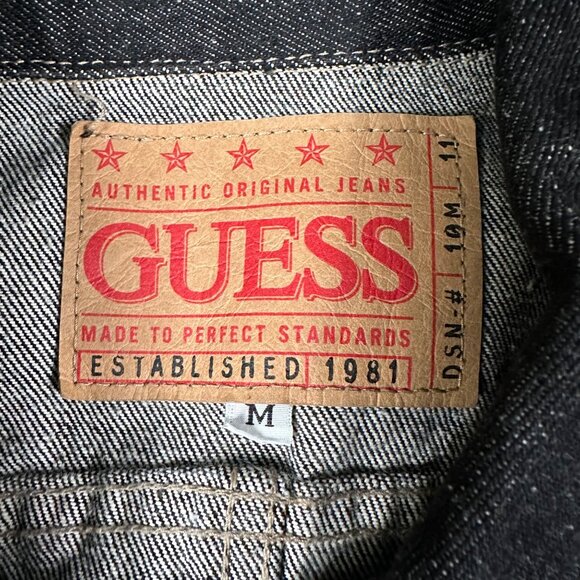 AUTHENTIC ORIGINAL JEANS
GUESS
MADE TO PERFECT STANDARDS
ESTABLISHED 1981
DSN-# 10M 11
M